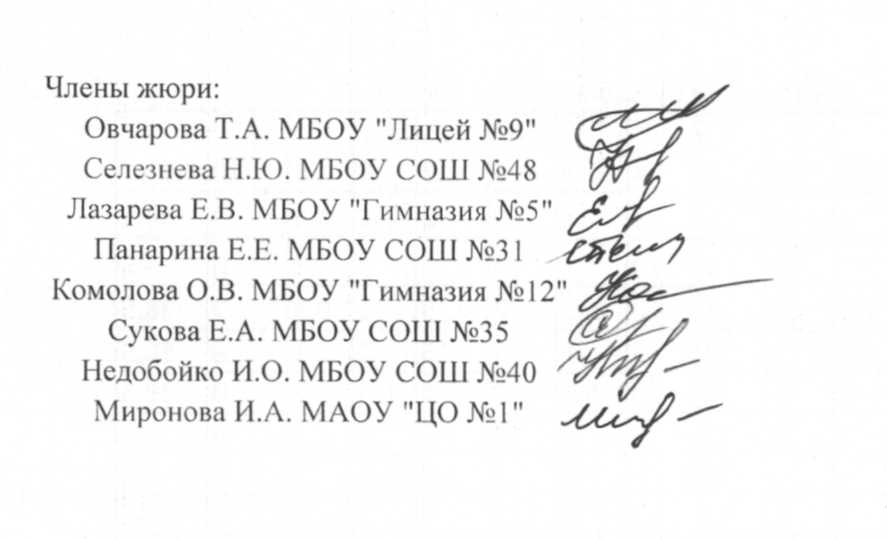 Члены жюри:
Овчарова Т.А. МБОУ "Лицей №9"
Селезнева Н.Ю. МБОУ СОШ №48
Лазарева Е.В. МБОУ "Гимназия №5"
Панарина Е.Е. МБОУ СОШ №31
Комолова О.В. МБОУ "Гимназия №12"
Сукова Е.А. МБОУ СОШ №35
Недобойко И.О. МБОУ СОШ №40
Миронова И.А. МАОУ "ЦО №1"